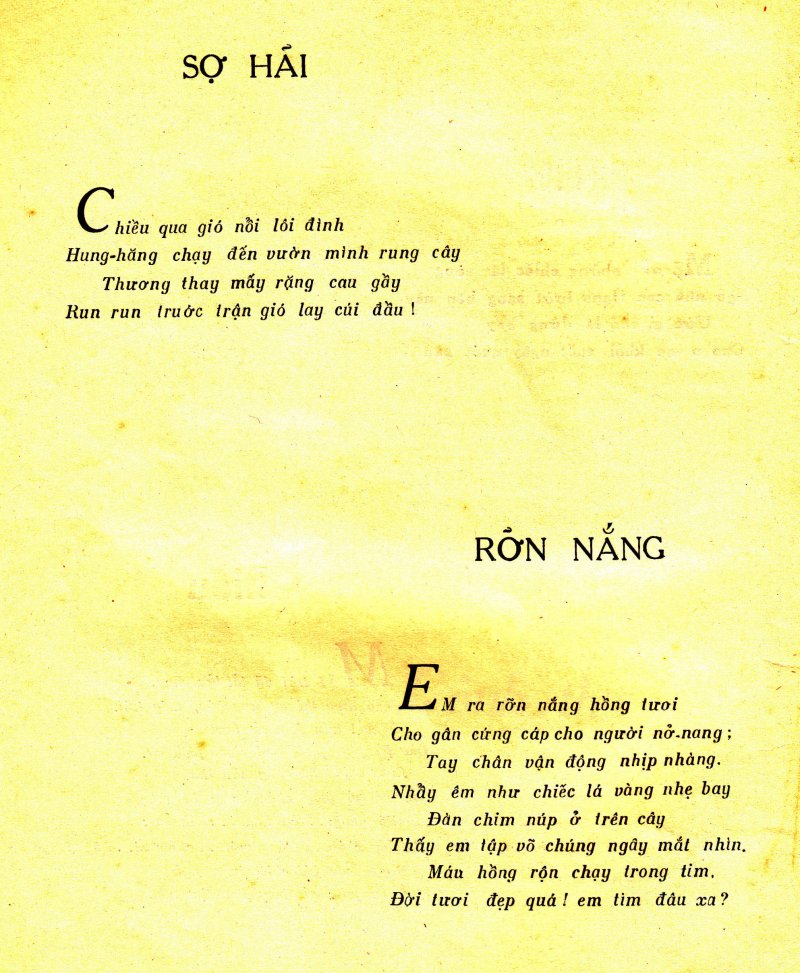 SỢ HẢI
Chiều qua gió nồi lôi đình
Hung-hăng chạy đến vườn mình rung cây
Thương thay mấy rặng cau gầy
Run run trước trận gió lay cúi đầu !
RỞN NẮNG
EM ra rỡn nắng hồng tươi
Cho gân cứng cáp cho người nở-nang ;
Tay chân vận động nhịp nhàng.
Nhẩy êm như chiếc lá vàng nhẹ bay
Đàn chim núp ở trên cây
Thấy em tập võ chúng ngây mắt nhìn.
Máu hồng rộn chạy trong tim.
Đời tươi đẹp quá ! em tìm đâu xa ?